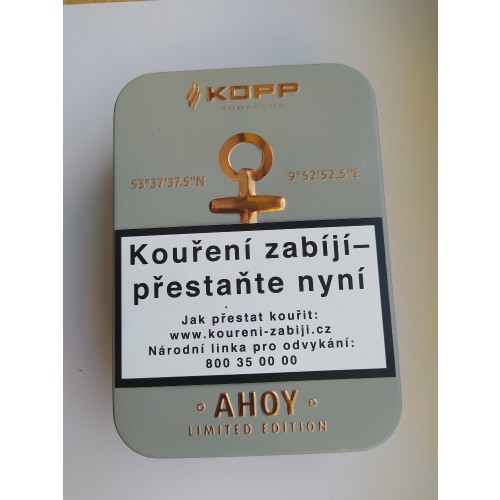 KOPP
TOBACCOS
53°37'37.5"N 9°52'52.5"E
Kouření zabíjí–
přestaňte nyní
Jak přestat kouřit:
www.koureni-zabiji.cz
Národní linka pro odvykání:
800 35 00 00
• AHOY •
LIMITED EDITION